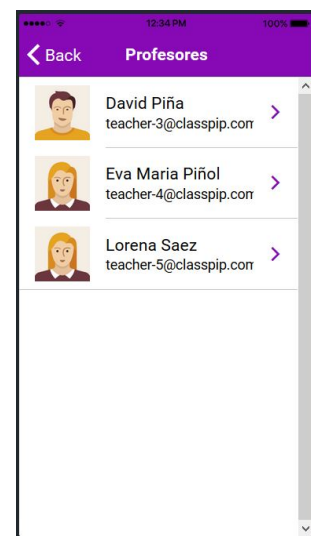 12:34 PM
100%
Back
Profesores
David Piña
teacher-3@classpip.com
Eva Maria Piñol
teacher-4@classpip.com
Lorena Saez
teacher-5@classpip.com